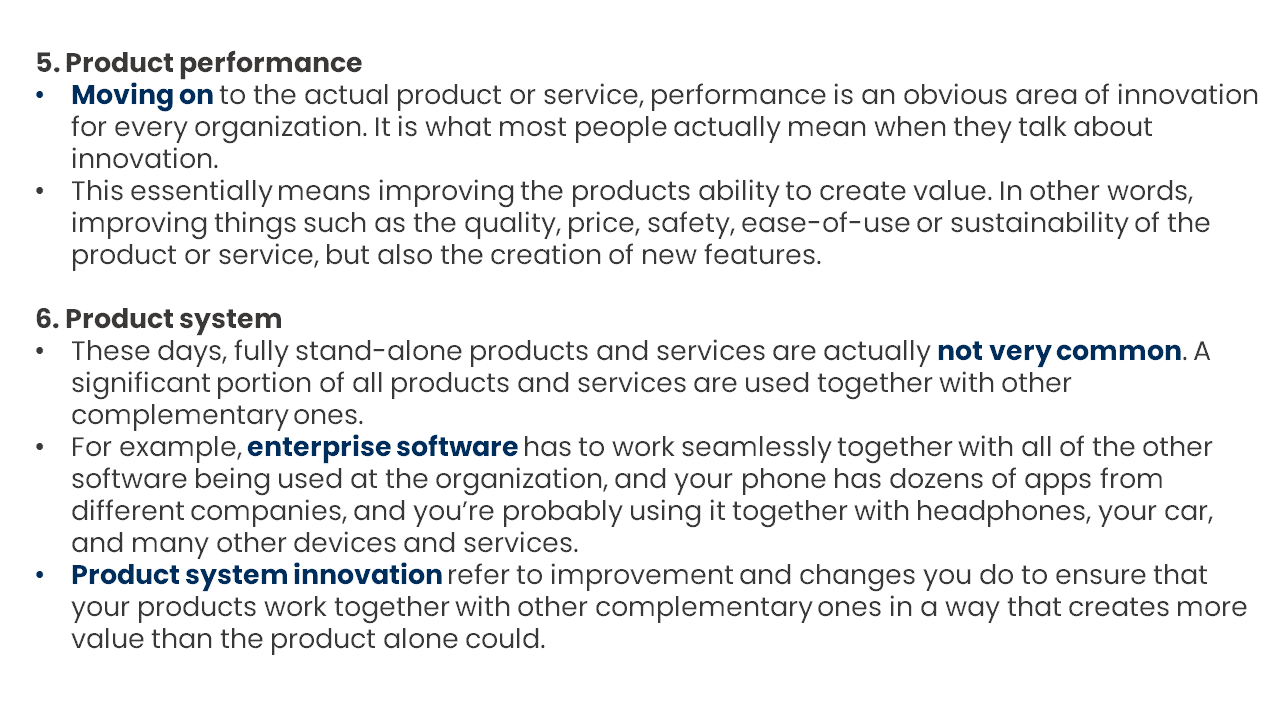 5. Product performance
• Moving on to the actual product or service, performance is an obvious area of innovation
for every organization. It is what most people actually mean when they talk about
innovation.
• This essentially means improving the products ability to create value. In other words,
improving things such as the quality, price, safety, ease-of-use or sustainability of the
product or service, but also the creation of new features.
6. Product system
• These days, fully stand-alone products and services are actually not very common. A
significant portion of all products and services are used together with other
complementary ones.
• For example, enterprise software has to work seamlessly together with all of the other
software being used at the organization, and your phone has dozens of apps from
different companies, and you’re probably using it together with headphones, your car,
and many other devices and services.
• Product system innovation refer to improvement and changes you do to ensure that
your products work together with other complementary ones in a way that creates more
value than the product alone could.